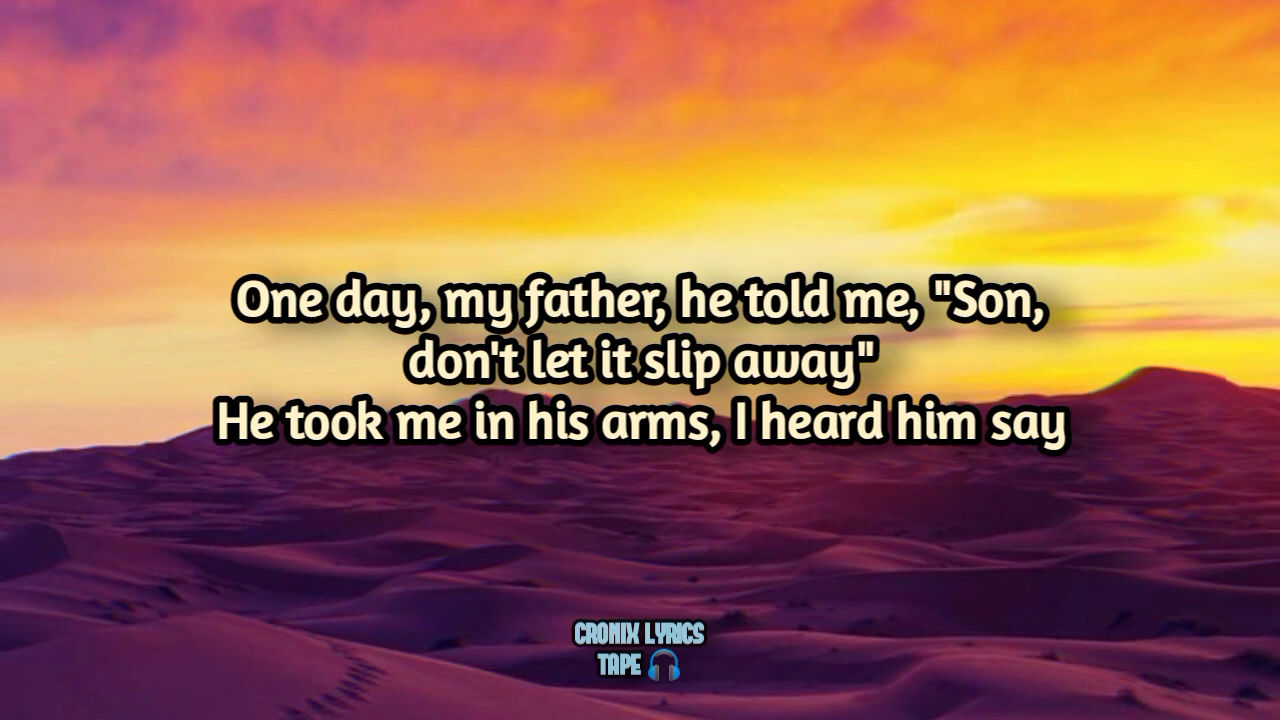 One day, my father, he told me, "Son,
don't let it slip away"
He took me in his arms, I heard him say
CRONIX LYRICS
TAPE